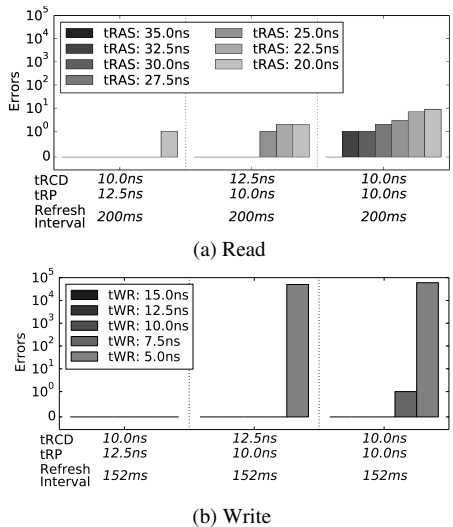 10^5
10^4
10^3
10^2
10^1
10^0
0
Errors
tRAS: 35.0ns
tRAS: 32.5ns
tRAS: 30.0ns
tRAS: 27.5ns
tRAS: 25.0ns
tRAS: 22.5ns
tRAS: 20.0ns
tRCD 10.0ns 12.5ns 10.0ns
tRP 12.5ns 10.0ns 10.0ns
Refresh
Interval 200ms 200ms 200ms
(a) Read
10^5
10^4
10^3
10^2
10^1
10^0
0
Errors
tWR: 15.0ns
tWR: 12.5ns
tWR: 10.0ns
tWR: 7.5ns
tWR: 5.0ns
tRCD 10.0ns 12.5ns 10.0ns
tRP 12.5ns 10.0ns 10.0ns
Refresh
Interval 152ms 152ms 152ms
(b) Write